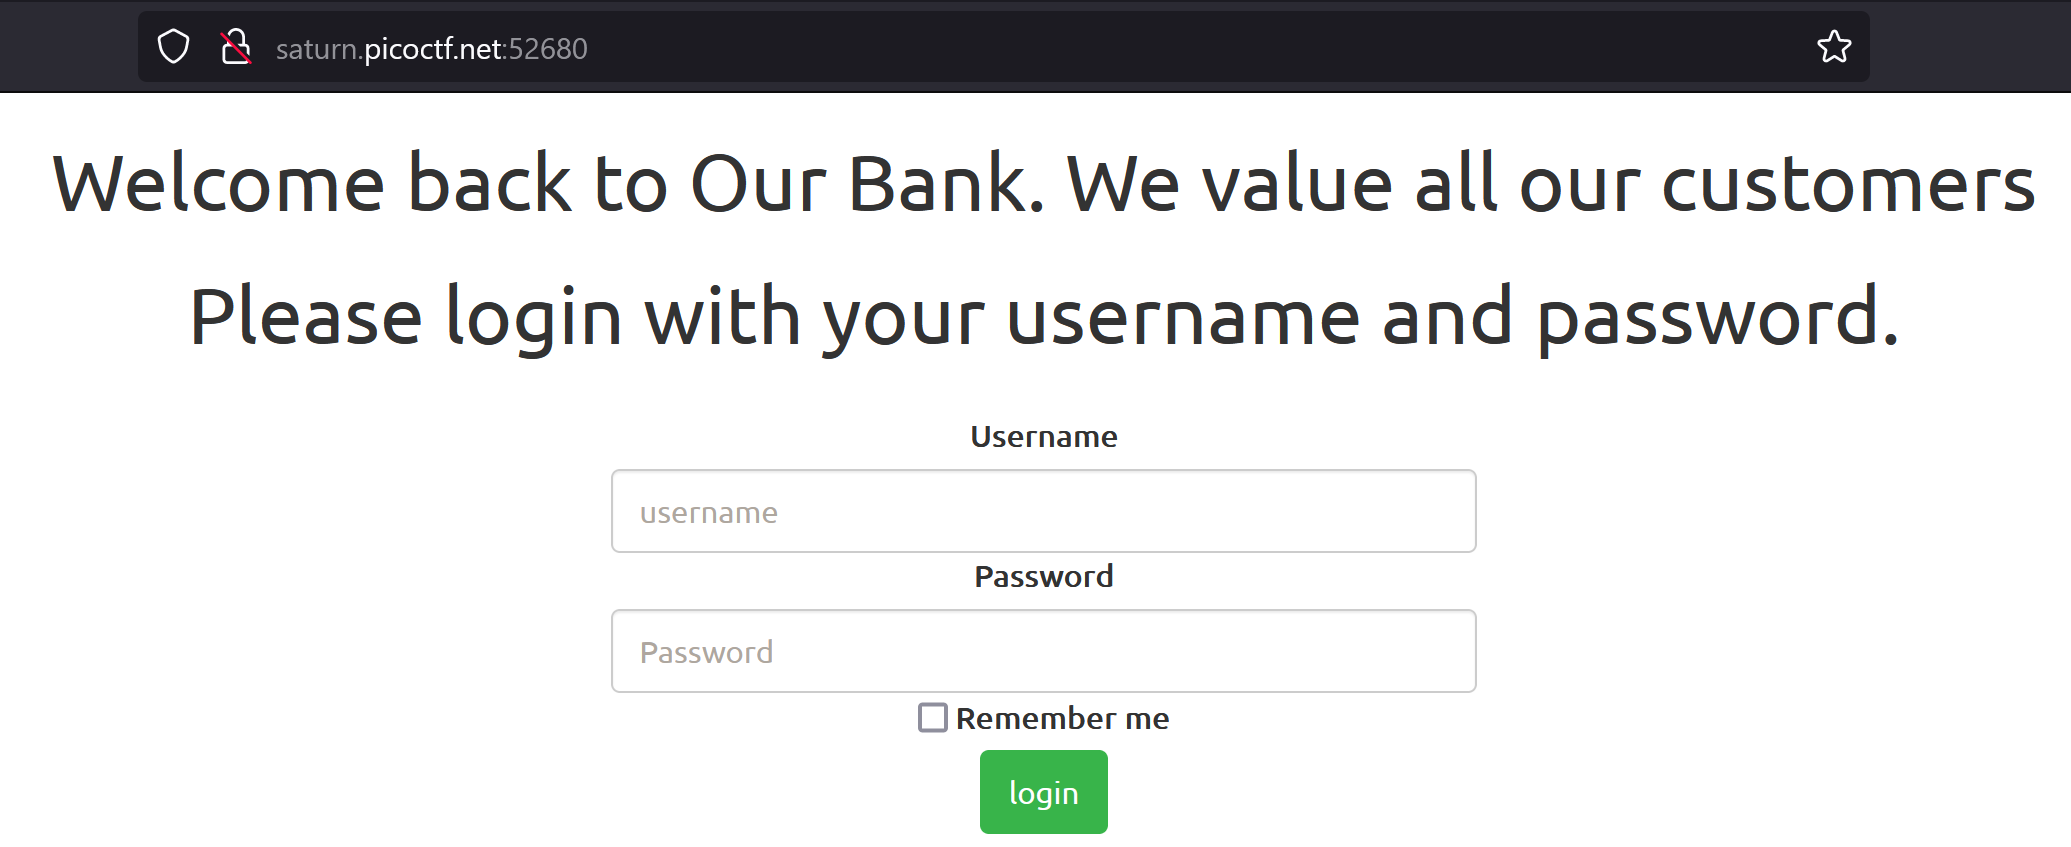 saturn.picoctf.net:52680
Welcome back to Our Bank. We value all our customers
Please login with your username and password.
Username
username
Password
Password
Remember me
login